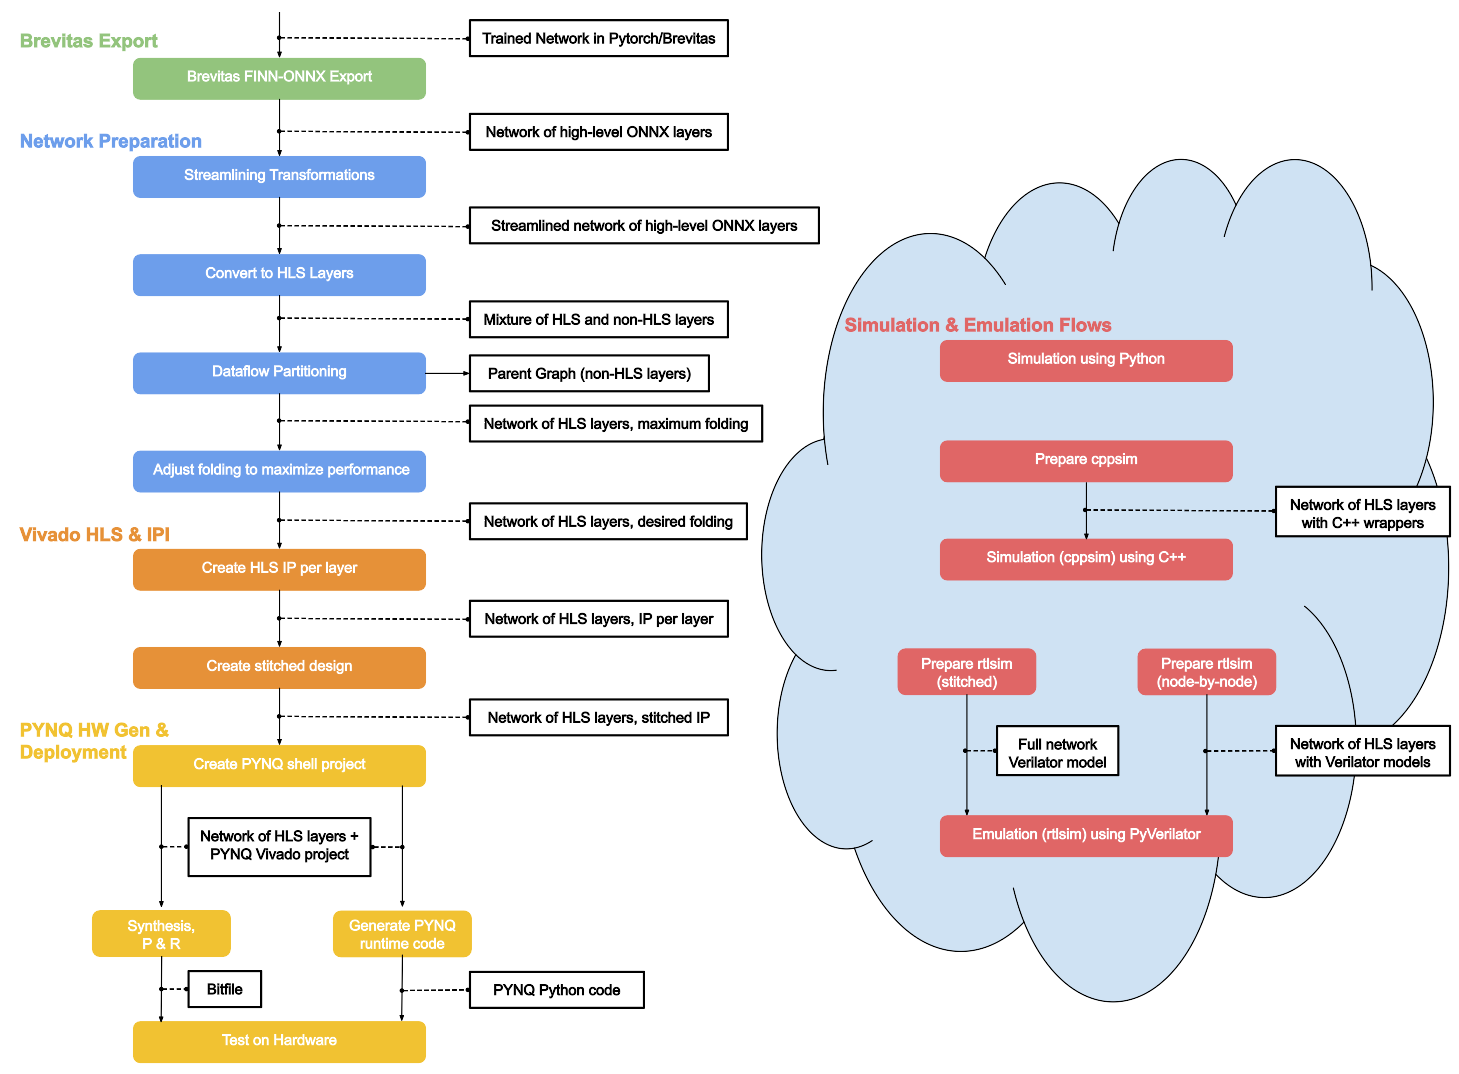 Brevitas Export
Trained Network in Pytorch/Brevitas
Brevitas FINN-ONNX Export
Network of high-level ONNX layers
Network Preparation
Streamlining Transformations
Streamlined network of high-level ONNX layers
Convert to HLS Layers
Mixture of HLS and non-HLS layers
Dataflow Partitioning
Parent Graph (non-HLS layers)
Network of HLS layers, maximum folding
Adjust folding to maximize performance
Network of HLS layers, desired folding
Vivado HLS & IPI
Create HLS IP per layer
Network of HLS layers, IP per layer
Create stitched design
Network of HLS layers, stitched IP
PYNQ HW Gen &
Deployment
Create PYNQ shell project
Network of HLS layers +
PYNQ Vivado project
Synthesis,
P & R
Generate PYNQ
runtime code
Bitfile
PYNQ Python code
Test on Hardware
Simulation & Emulation Flows
Simulation using Python
Prepare cppsim
Network of HLS layers
with C++ wrappers
Simulation (cppsim) using C++
Prepare rtlsim
(stitched)
Prepare rtlsim
(node-by-node)
Full network
Verilator model
Network of HLS layers
with Verilator models
Emulation (rtlsim) using PyVerilator